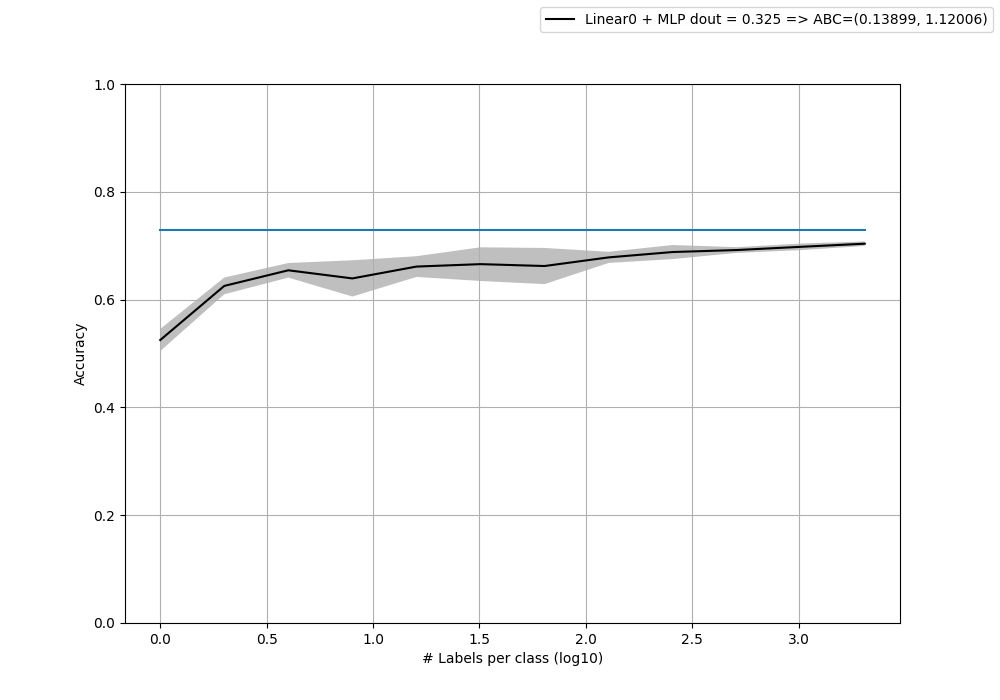 Linear0 + MLP dout = 0.325 => ABC=(0.13899, 1.12006)
1.0
0.8
0.6
0.4
0.2
0.0
Accuracy
0.0 0.5 1.0 1.5 2.0 2.5 3.0
# Labels per class (log10)